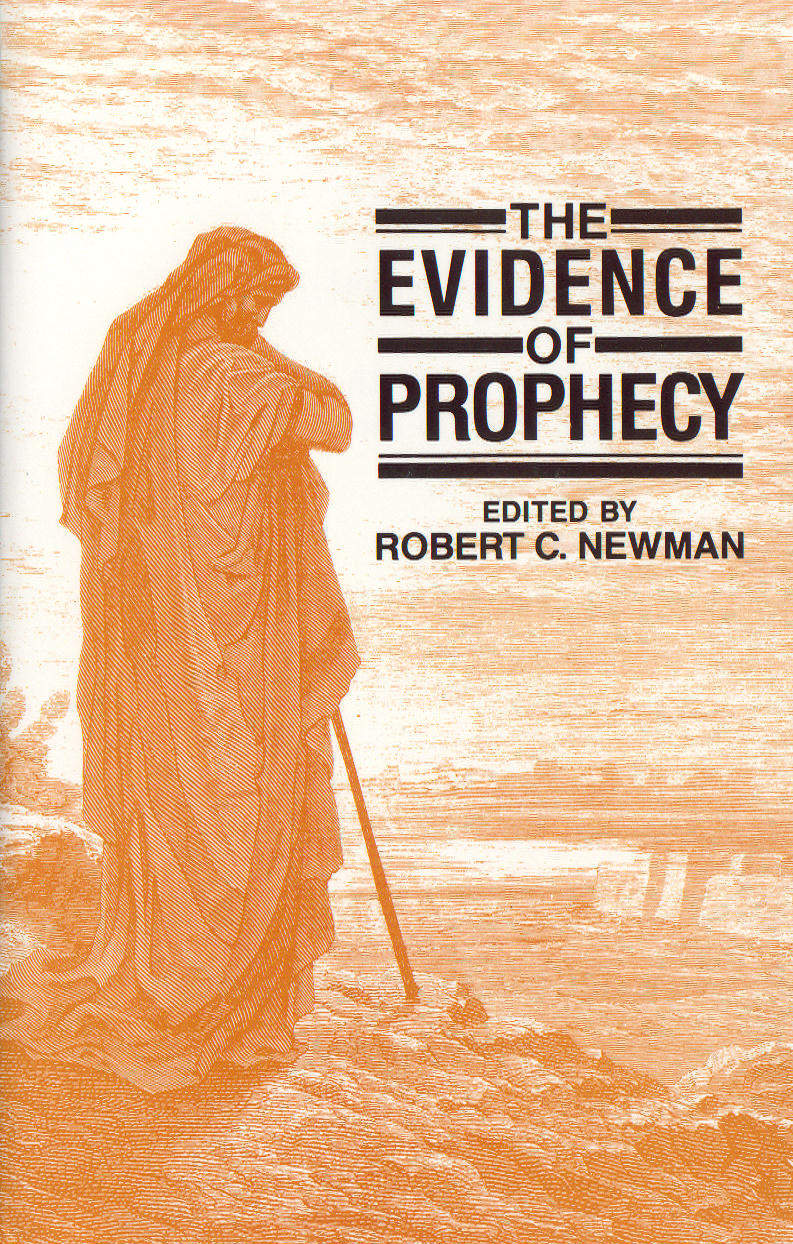 THE
EVIDENCE
OF
PROPHECY
EDITED BY
ROBERT C. NEWMAN